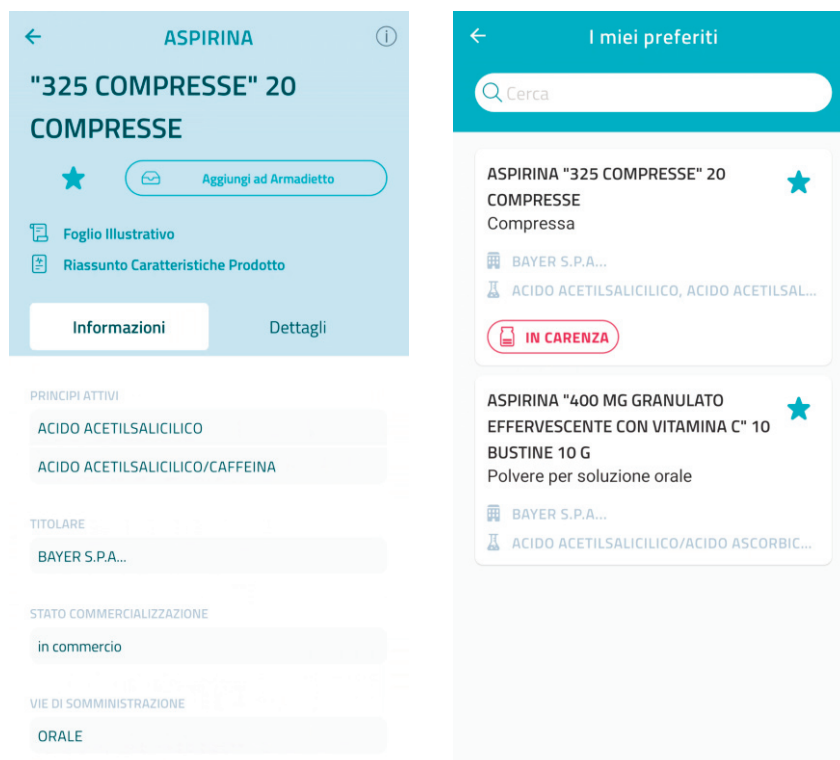 ASPIRINA
"325 COMPRESSE" 20
COMPRESSE
Aggiungi ad Armadietto
Foglio Illustrativo
Riassunto Caratteristiche Prodotto
Informazioni
Dettagli
PRINCIPI ATTIVI
ACIDO ACETILSALICILICO
ACIDO ACETILSALICILICO/CAFFEINA
TITOLARE
BAYER S.P.A...
STATO COMMERCIALIZZAZIONE
in commercio
VIE DI SOMMINISTRAZIONE
ORALE
I miei preferiti
Cerca
ASPIRINA "325 COMPRESSE" 20
COMPRESSE
Compressa
BAYER S.P.A...
ACIDO ACETILSALICILICO, ACIDO ACETILSAL...
IN CARENZA
ASPIRINA "400 MG GRANULATO
EFFERVESCENTE CON VITAMINA C" 10
BUSTINE 10 G
Polvere per soluzione orale
BAYER S.P.A...
ACIDO ACETILSALICILICO/ACIDO ASCORBIC...